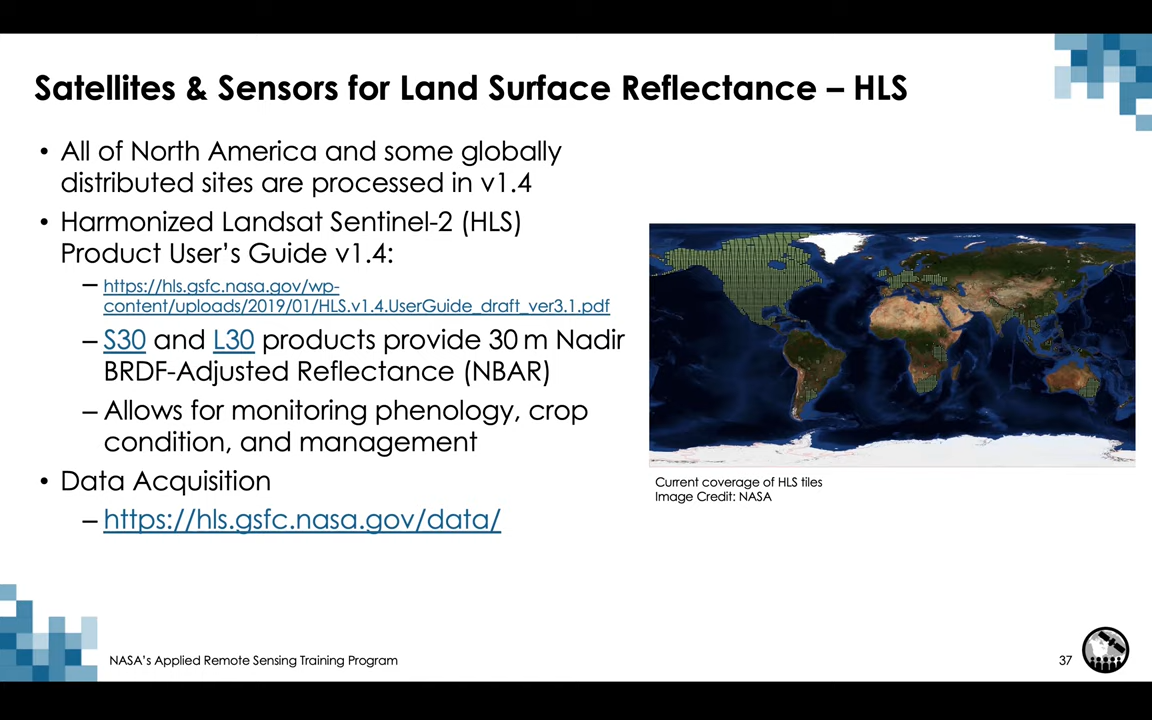 Satellites & Sensors for Land Surface Reflectance – HLS
• All of North America and some globally
distributed sites are processed in v1.4
• Harmonized Landsat Sentinel-2 (HLS)
Product User's Guide v1.4:
– https://hls.gsfc.nasa.gov/wp-
content/uploads/2019/01/HLS.v1.4.UserGuide_draft_ver3.1.pdf
– S30 and L30 products provide 30 m Nadir
BRDF-Adjusted Reflectance (NBAR)
– Allows for monitoring phenology, crop
condition, and management
• Data Acquisition
– https://hls.gsfc.nasa.gov/data/
Current coverage of HLS tiles
Image Credit: NASA
NASA's Applied Remote Sensing Training Program
37